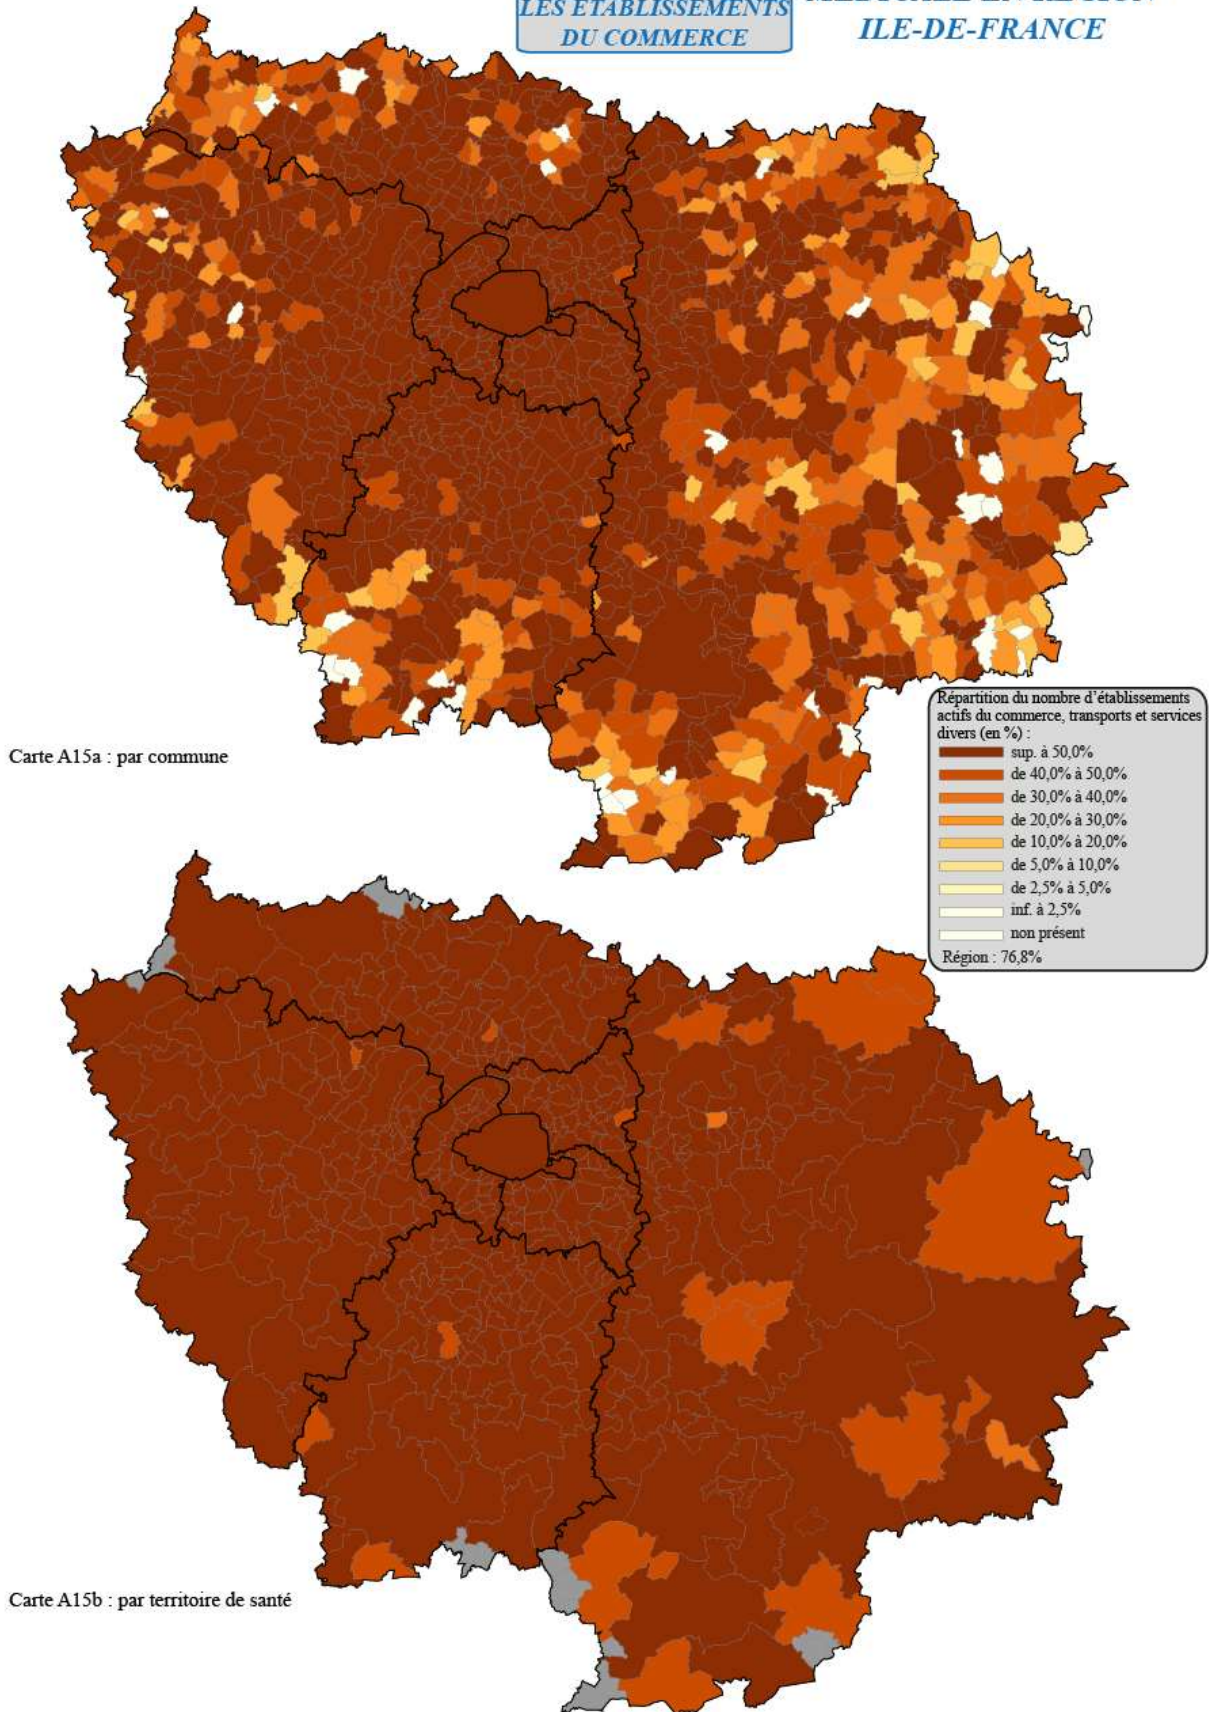 LES ETABLISSEMENTS
DU COMMERCE
ILE-DE-FRANCE
Carte A15a : par commune
Répartition du nombre d'établissements
actifs du commerce, transports et services
divers (en %) :
sup. à 50,0%
de 40,0% à 50,0%
de 30,0% à 40,0%
de 20,0% à 30,0%
de 10,0% à 20,0%
de 5,0% à 10,0%
de 2,5% à 5,0%
inf. à 2,5%
non présent
Région : 76,8%
Carte A15b : par territoire de santé